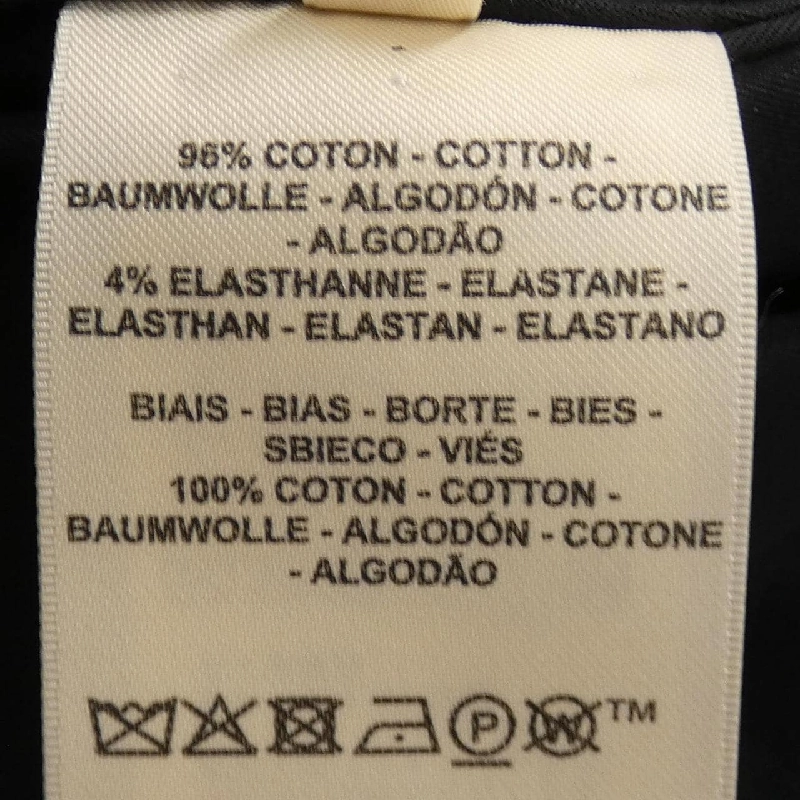 96% COTON - COTTON -
BAUMWOLLE - ALGODÓN - COTONE
- ALGODÃO
4% ELASTHANNE - ELASTANE -
ELASTHAN - ELASTAN - ELASTANO
BIAIS - BIAS - BORTE - BIES -
SBIECO - VIÉS
100% COTON - COTTON -
BAUMWOLLE - ALGODÓN - COTONE
- ALGODÃO
P W TM